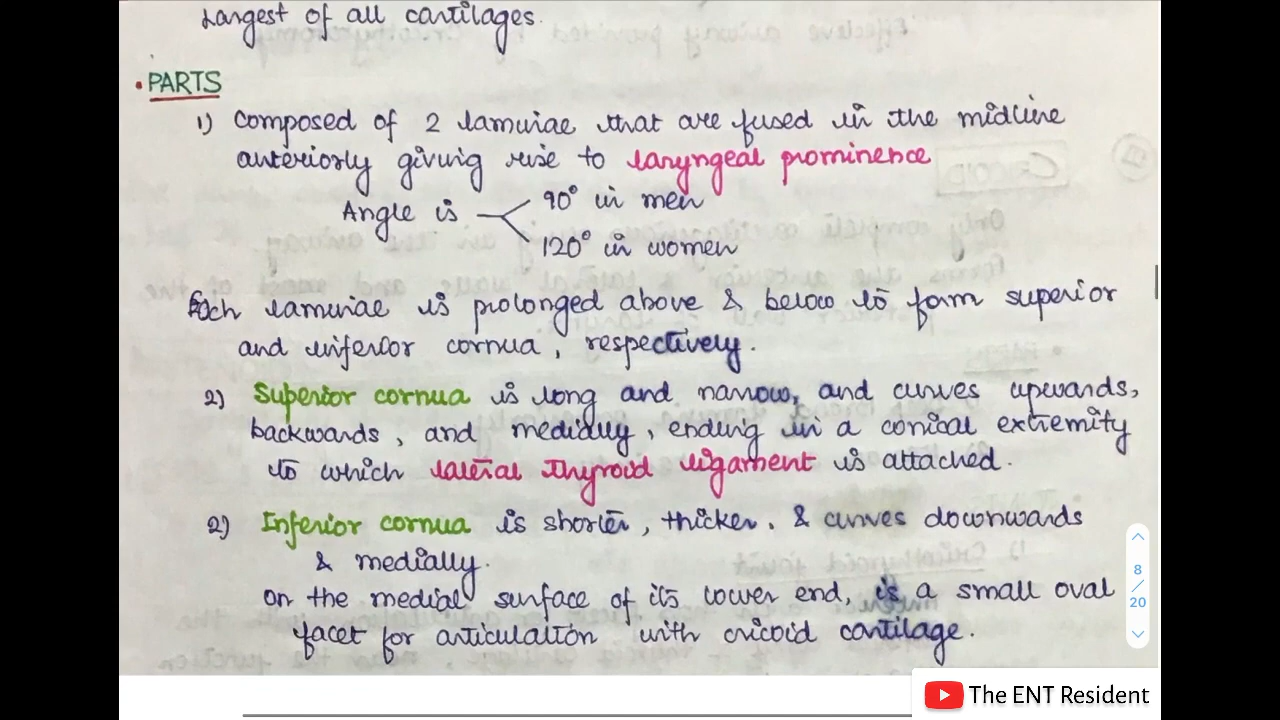 Largest of all cartilages.
• PARTS
1) Composed of 2 laminae that are fused in the midline
anteriorly giving rise to laryngeal prominence
Angle is
90° in men
120° in women
Each laminae is prolonged above & below to form superior
and inferior cornua, respectively.
2) Superior cornua is long and narrow, and curves upwards,
backwards, and medially, ending in a conical extremity
to which lateral thyroid ligament is attached.
2) Inferior cornua is shorter, thicker, & curves downwards
& medially.
On the medial surface of its lower end, is a small oval
facet for articulation with cricoid cartilage.
8
/
20
The ENT Resident